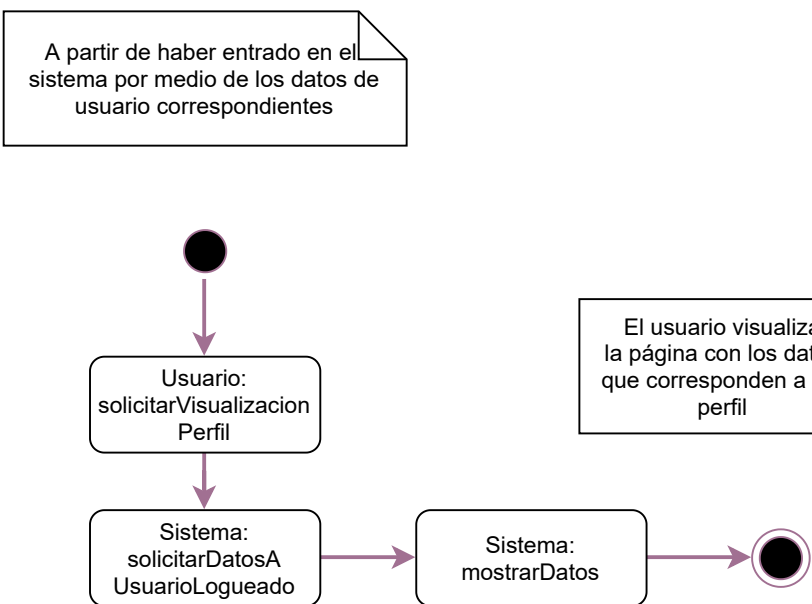 A partir de haber entrado en el
sistema por medio de los datos de
usuario correspondientes
El usuario visualiza
la página con los
que corresponden a
perfil
Usuario:
solicitarVisualizacion
Perfil
Sistema:
solicitarDatosA
UsuarioLogueado
Sistema:
mostrarDatos